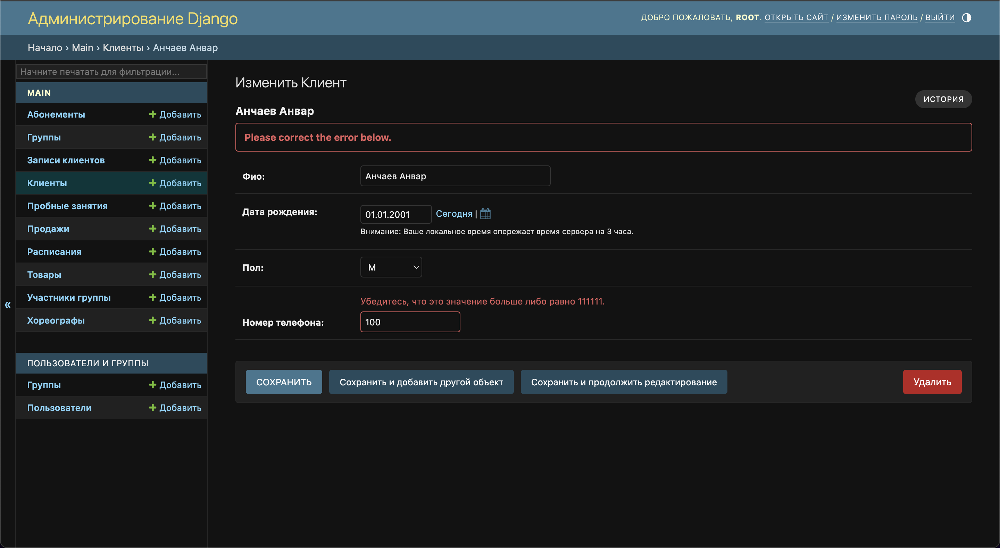 Администрирование Django
ДОБРО ПОЖАЛОВАТЬ, ROOT. ОТКРЫТЬ САЙТ / ИЗМЕНИТЬ ПАРОЛЬ / ВЫЙТИ
Начало › Main › Клиенты › Анчаев Анвар
Начните печатать для фильтрации...
MAIN
Абонементы + Добавить
Группы + Добавить
Записи клиентов + Добавить
Клиенты + Добавить
Пробные занятия + Добавить
Продажи + Добавить
Расписания + Добавить
Товары + Добавить
Участники группы + Добавить
Хореографы + Добавить
ПОЛЬЗОВАТЕЛИ И ГРУППЫ
Группы + Добавить
Пользователи + Добавить
«
Изменить Клиент
ИСТОРИЯ
Анчаев Анвар
Please correct the error below.
Фио: Анчаев Анвар
Дата рождения: 01.01.2001 Сегодня |
Внимание: Ваше локальное время опережает время сервера на 3 часа.
Пол: М
Убедитесь, что это значение больше либо равно 111111.
Номер телефона: 100
СОХРАНИТЬ Сохранить и добавить другой объект Сохранить и продолжить редактирование Удалить